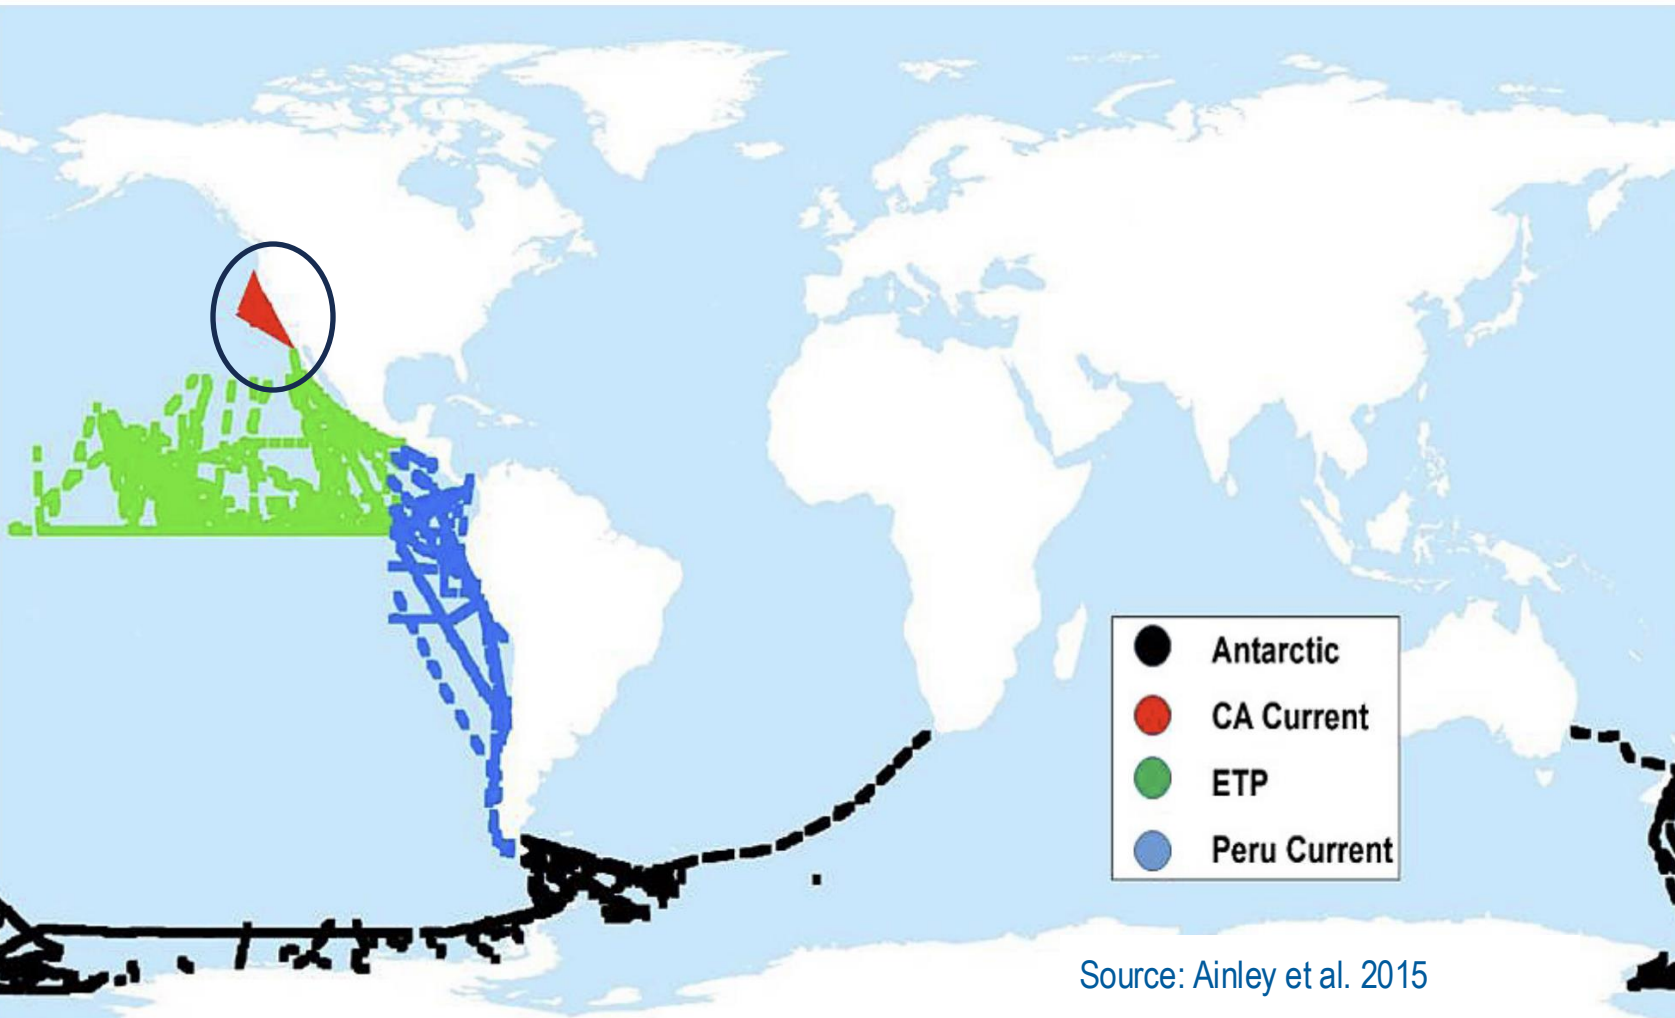 Antarctic
CA Current
ETP
Peru Current
Source: Ainley et al. 2015